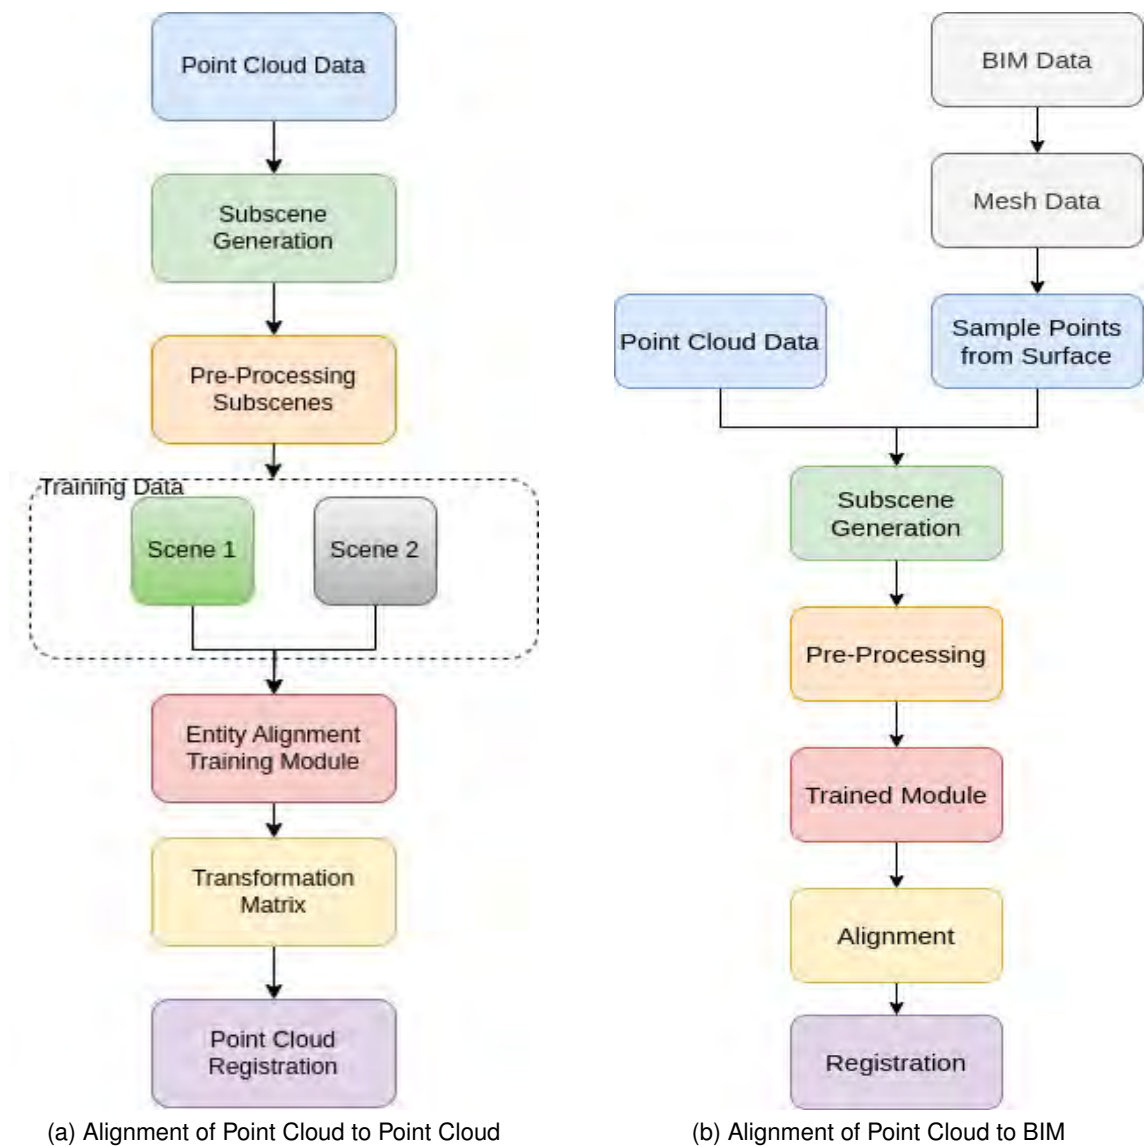 Point Cloud Data
Subscene
Generation
Pre-Processing
Subscenes
Training Data
Scene 1
Scene 2
Entity Alignment
Training Module
Transformation
Matrix
Point Cloud
Registration
(a) Alignment of Point Cloud to Point Cloud
BIM Data
Mesh Data
Point Cloud Data
Sample Points
from Surface
Subscene
Generation
Pre-Processing
Trained Module
Alignment
Registration
(b) Alignment of Point Cloud to BIM